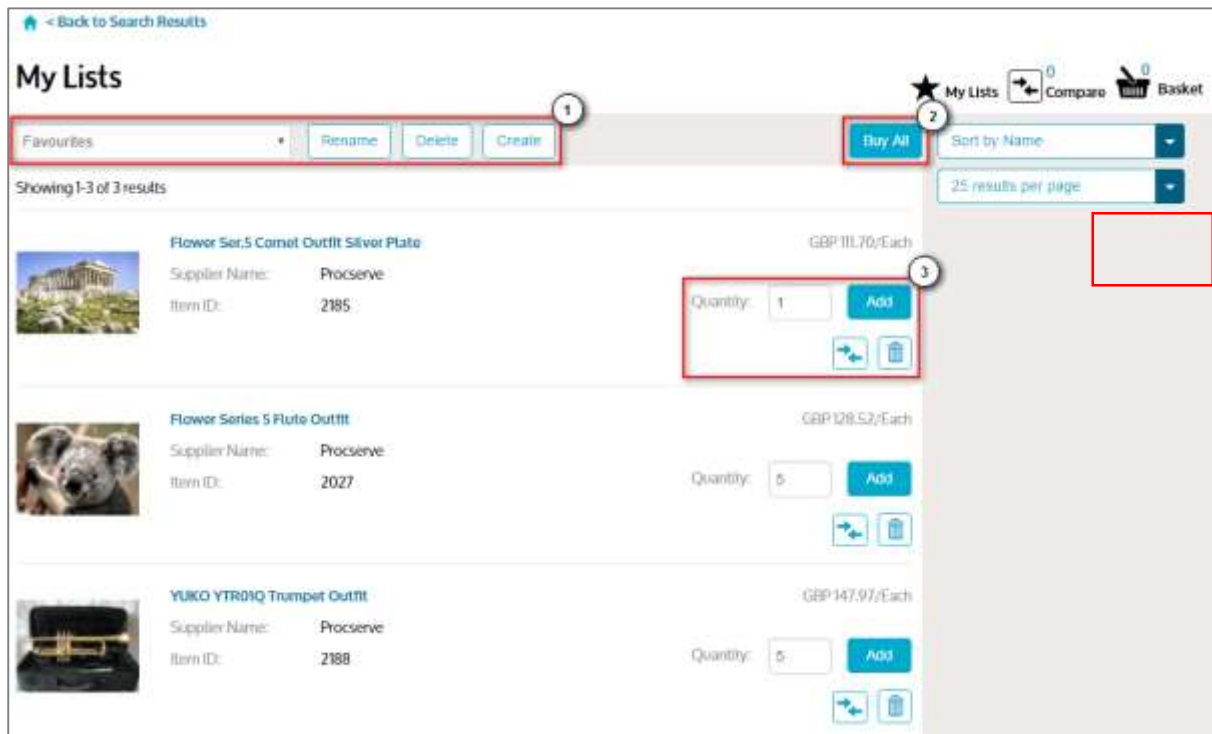 < Back to Search Results
My Lists
My Lists 0 Compare 0 Basket
1
2
Favourites Rename Delete Create Buy All Sort by Name
Showing 1-3 of 3 results 25 results per page
Flower Ser.5 Cornet Outfit Silver Plate GBP 111.70/Each
Supplier Name: Procserve
3
Item ID: 2185 Quantity: 1 Add
Flower Series 5 Flute Outfit GBP 128.52/Each
Supplier Name: Procserve
Item ID: 2027 Quantity: 5 Add
YUKO YTR01Q Trumpet Outfit GBP 147.97/Each
Supplier Name: Procserve
Item ID: 2188 Quantity: 5 Add